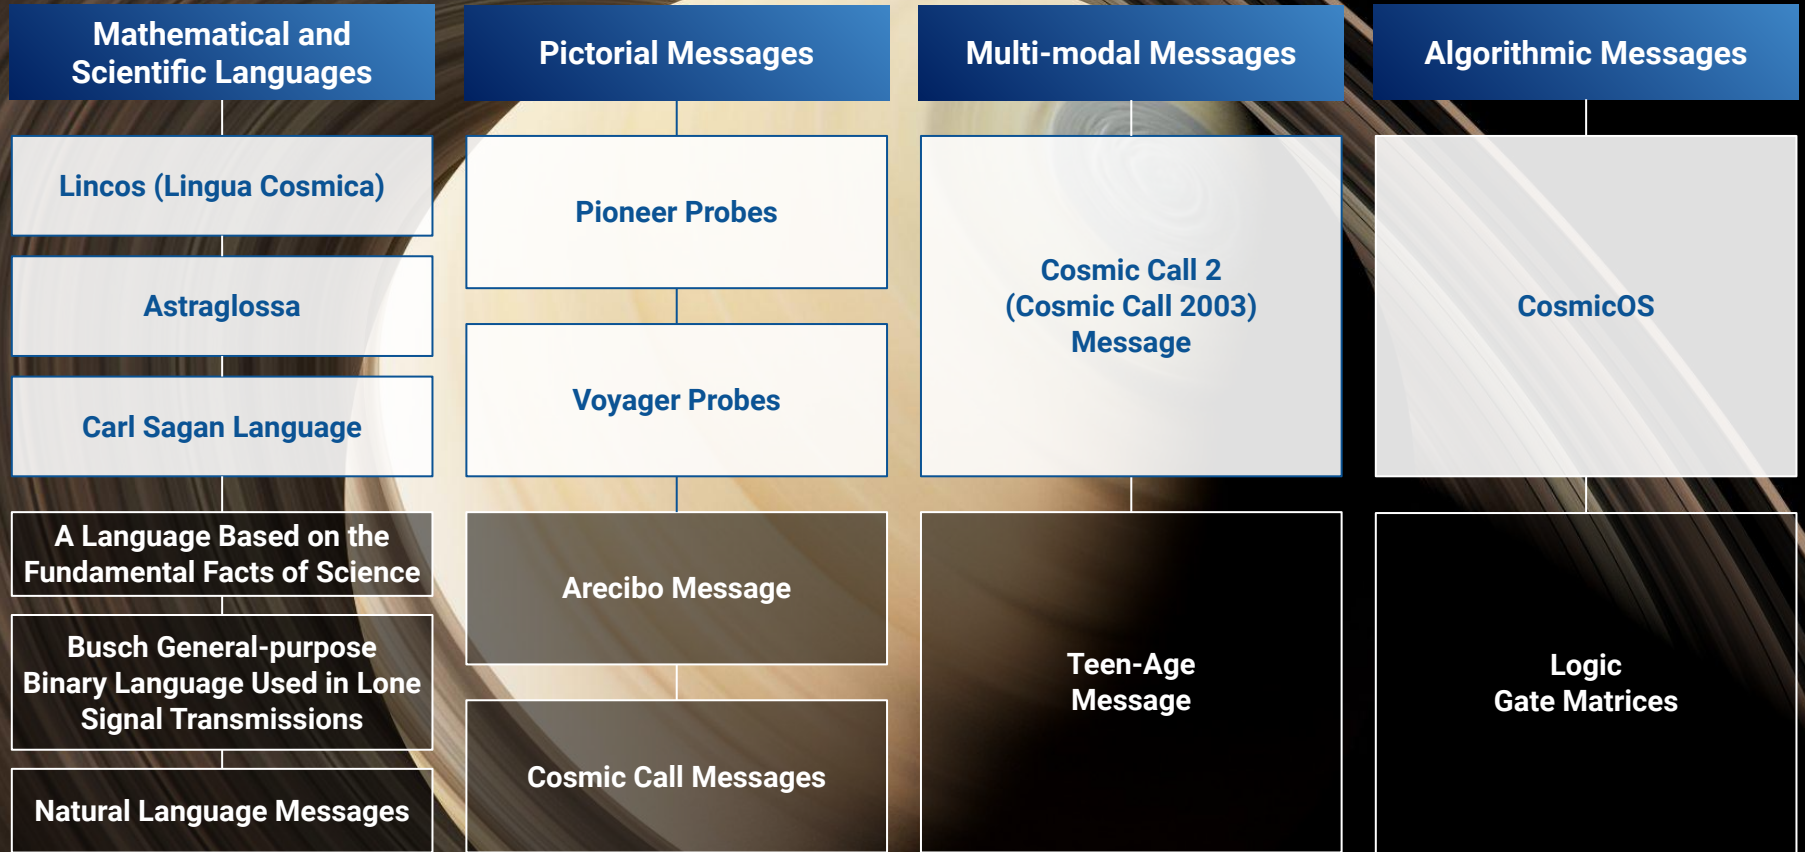 Mathematical and
Scientific Languages
Lincos (Lingua Cosmica)
Astraglossa
Carl Sagan Language
A Language Based on the
Fundamental Facts of Science
Busch General-purpose
Binary Language Used in Lone
Signal Transmissions
Natural Language Messages
Pictorial Messages
Pioneer Probes
Voyager Probes
Arecibo Message
Cosmic Call Messages
Multi-modal Messages
Cosmic Call 2
(Cosmic Call 2003)
Message
Teen-Age
Message
Algorithmic Messages
CosmicOS
Logic
Gate Matrices